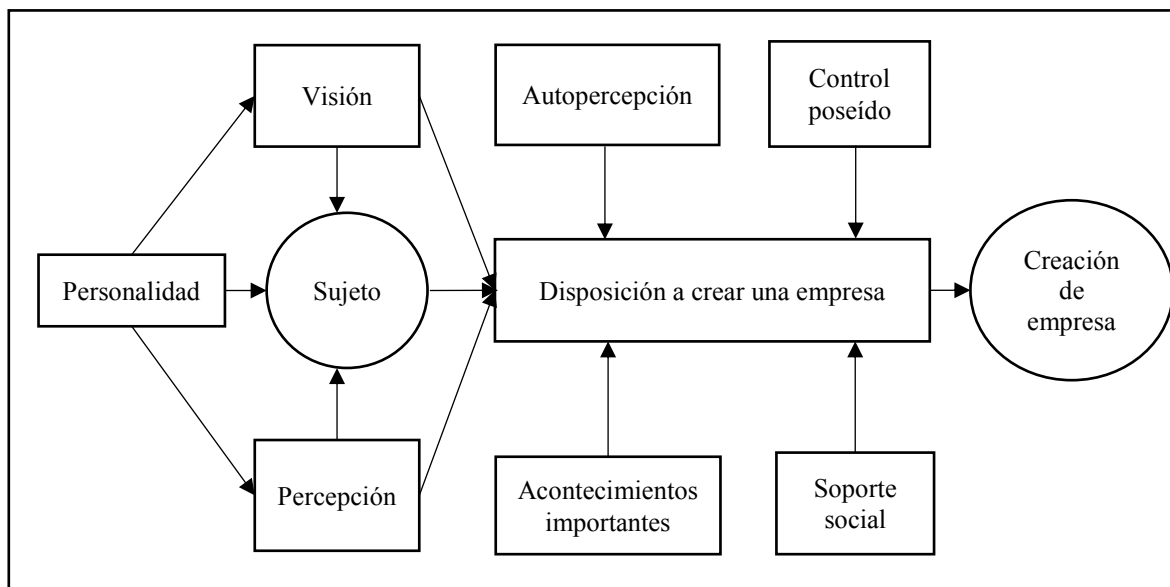 Visión
Autopercepción
Control
poseído
Personalidad
Sujeto
Disposición a crear una empresa
Creación
de
empresa
Percepción
Acontecimientos
importantes
Soporte
social